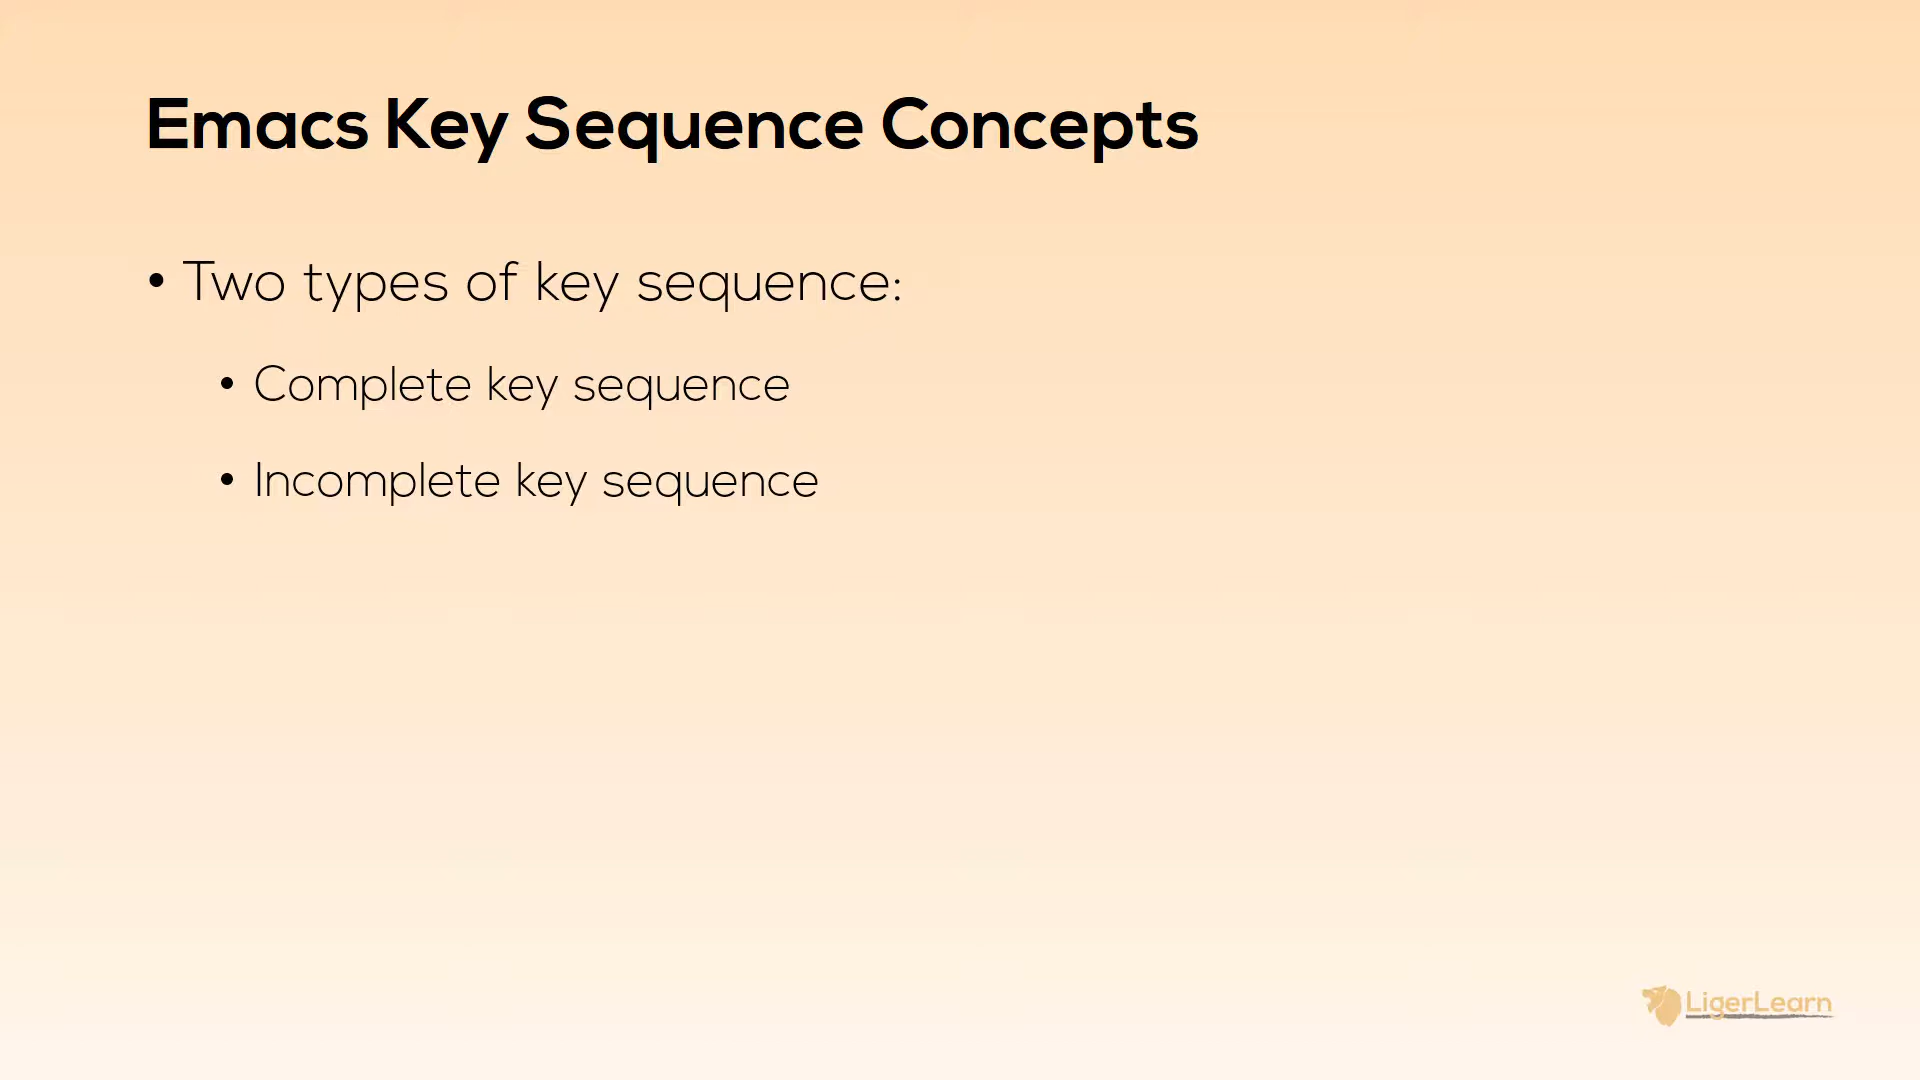 Emacs Key Sequence Concepts
• Two types of key sequence:
• Complete key sequence
• Incomplete key sequence
LigerLearn